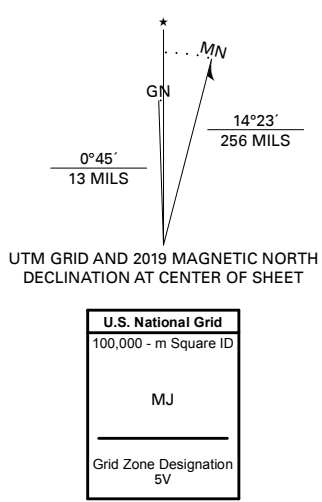 ★
MN
GN
14°23´
256 MILS
0°45´
13 MILS
UTM GRID AND 2019 MAGNETIC NORTH
DECLINATION AT CENTER OF SHEET
U.S. National Grid
100,000 - m Square ID
MJ
Grid Zone Designation
5V